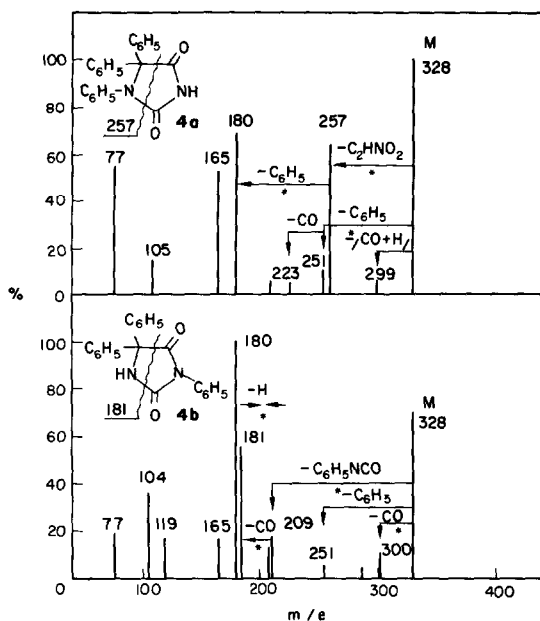 M
328
100
80
60
40
20
0
C₆H₅
C₆H₅
C₆H₅-N
NH
O
O
4a
257
77
105
165
180
257
-C₂HNO₂
*
-C₆H₅
*
-CO
-C₆H₅
*
-/CO+H/
223
251
299
%
100
80
60
40
20
0
C₆H₅
C₆H₅
HN
N
C₆H₅
O
O
4b
181
180
-H
*
181
M
328
-C₆H₅NCO
*
-C₆H₅
-CO
*
-CO
*
209
251
300
77
104
119
165
100
200
300
400
m / e